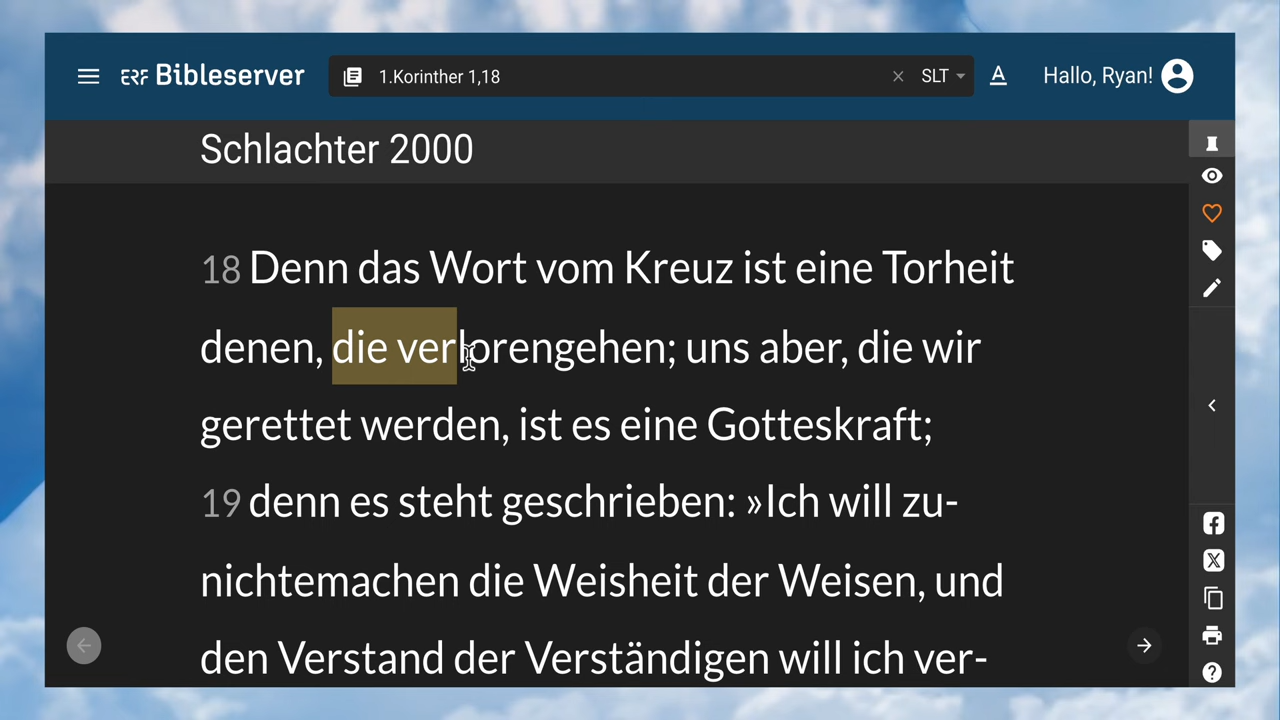 ERF Bibleserver
1.Korinther 1,18
SLT
A
Hallo, Ryan!
Schlachter 2000
18 Denn das Wort vom Kreuz ist eine Torheit
denen, die verlorengehen; uns aber, die wir
gerettet werden, ist es eine Gotteskraft;
19 denn es steht geschrieben: »Ich will zu-
nichtemachen die Weisheit der Weisen, und
den Verstand der Verständigen will ich ver-